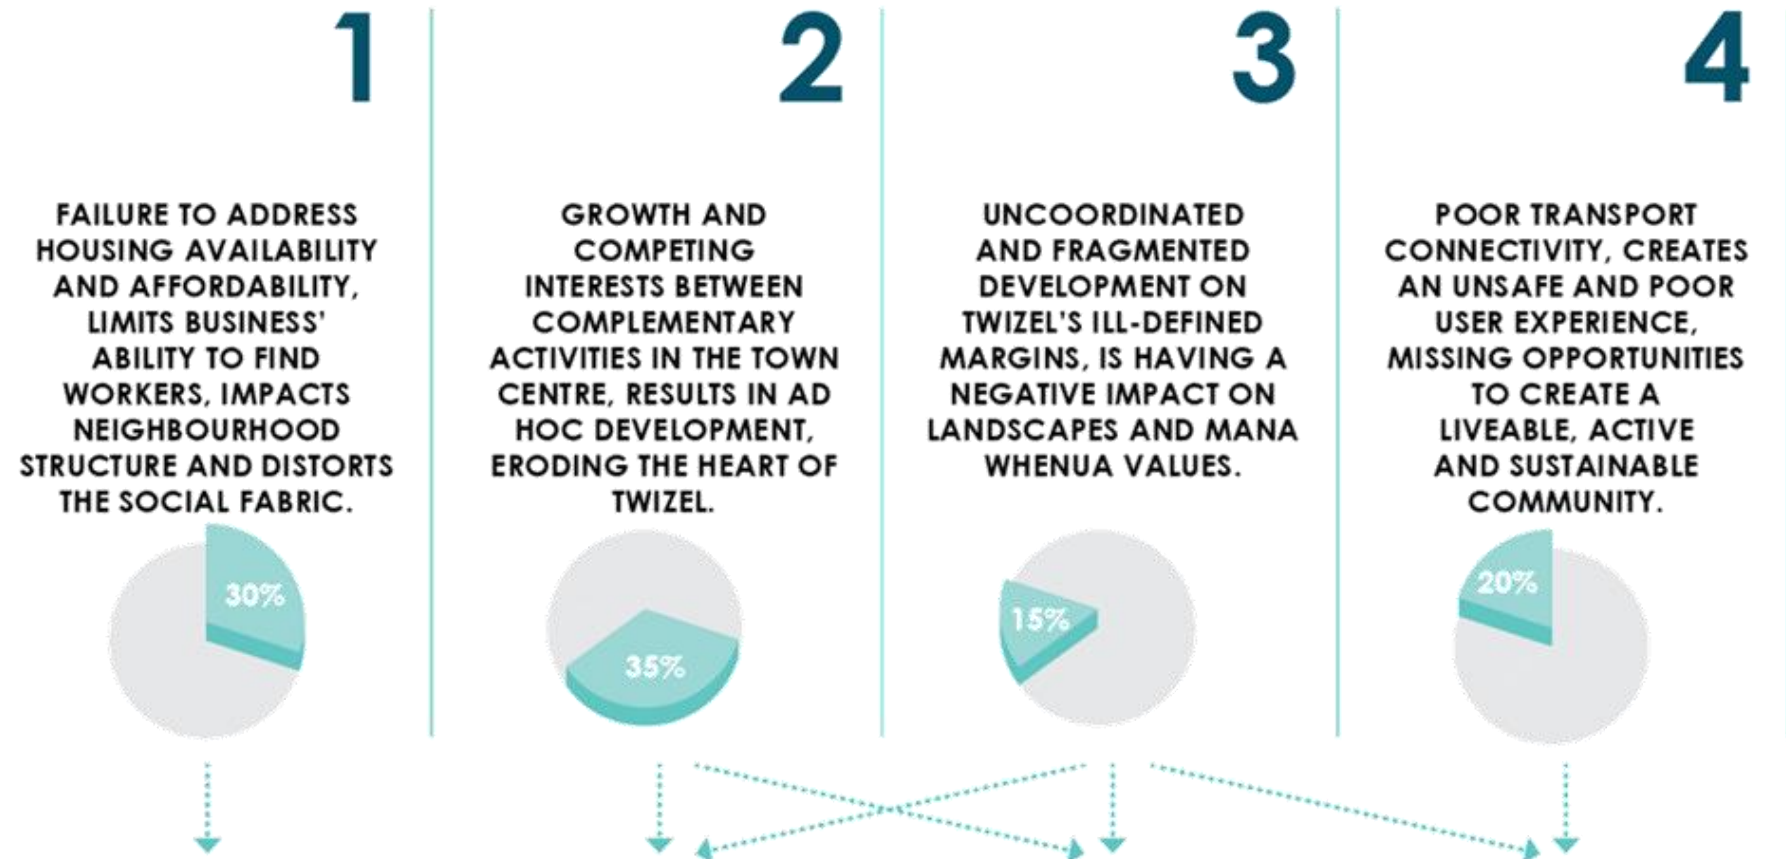 1
FAILURE TO ADDRESS
HOUSING AVAILABILITY
AND AFFORDABILITY,
LIMITS BUSINESS'
ABILITY TO FIND
WORKERS, IMPACTS
NEIGHBOURHOOD
STRUCTURE AND DISTORTS
THE SOCIAL FABRIC.
30%
2
GROWTH AND
COMPETING
INTERESTS BETWEEN
COMPLEMENTARY
ACTIVITIES IN THE TOWN
CENTRE, RESULTS IN AD
HOC DEVELOPMENT,
ERODING THE HEART OF
TWIZEL.
35%
3
UNCOORDINATED
AND FRAGMENTED
DEVELOPMENT ON
TWIZEL'S ILL-DEFINED
MARGINS, IS HAVING A
NEGATIVE IMPACT ON
LANDSCAPES AND MANA
WHENUA VALUES.
15%
4
POOR TRANSPORT
CONNECTIVITY, CREATES
AN UNSAFE AND POOR
USER EXPERIENCE,
MISSING OPPORTUNITIES
TO CREATE A
LIVEABLE, ACTIVE
AND SUSTAINABLE
COMMUNITY.
20%